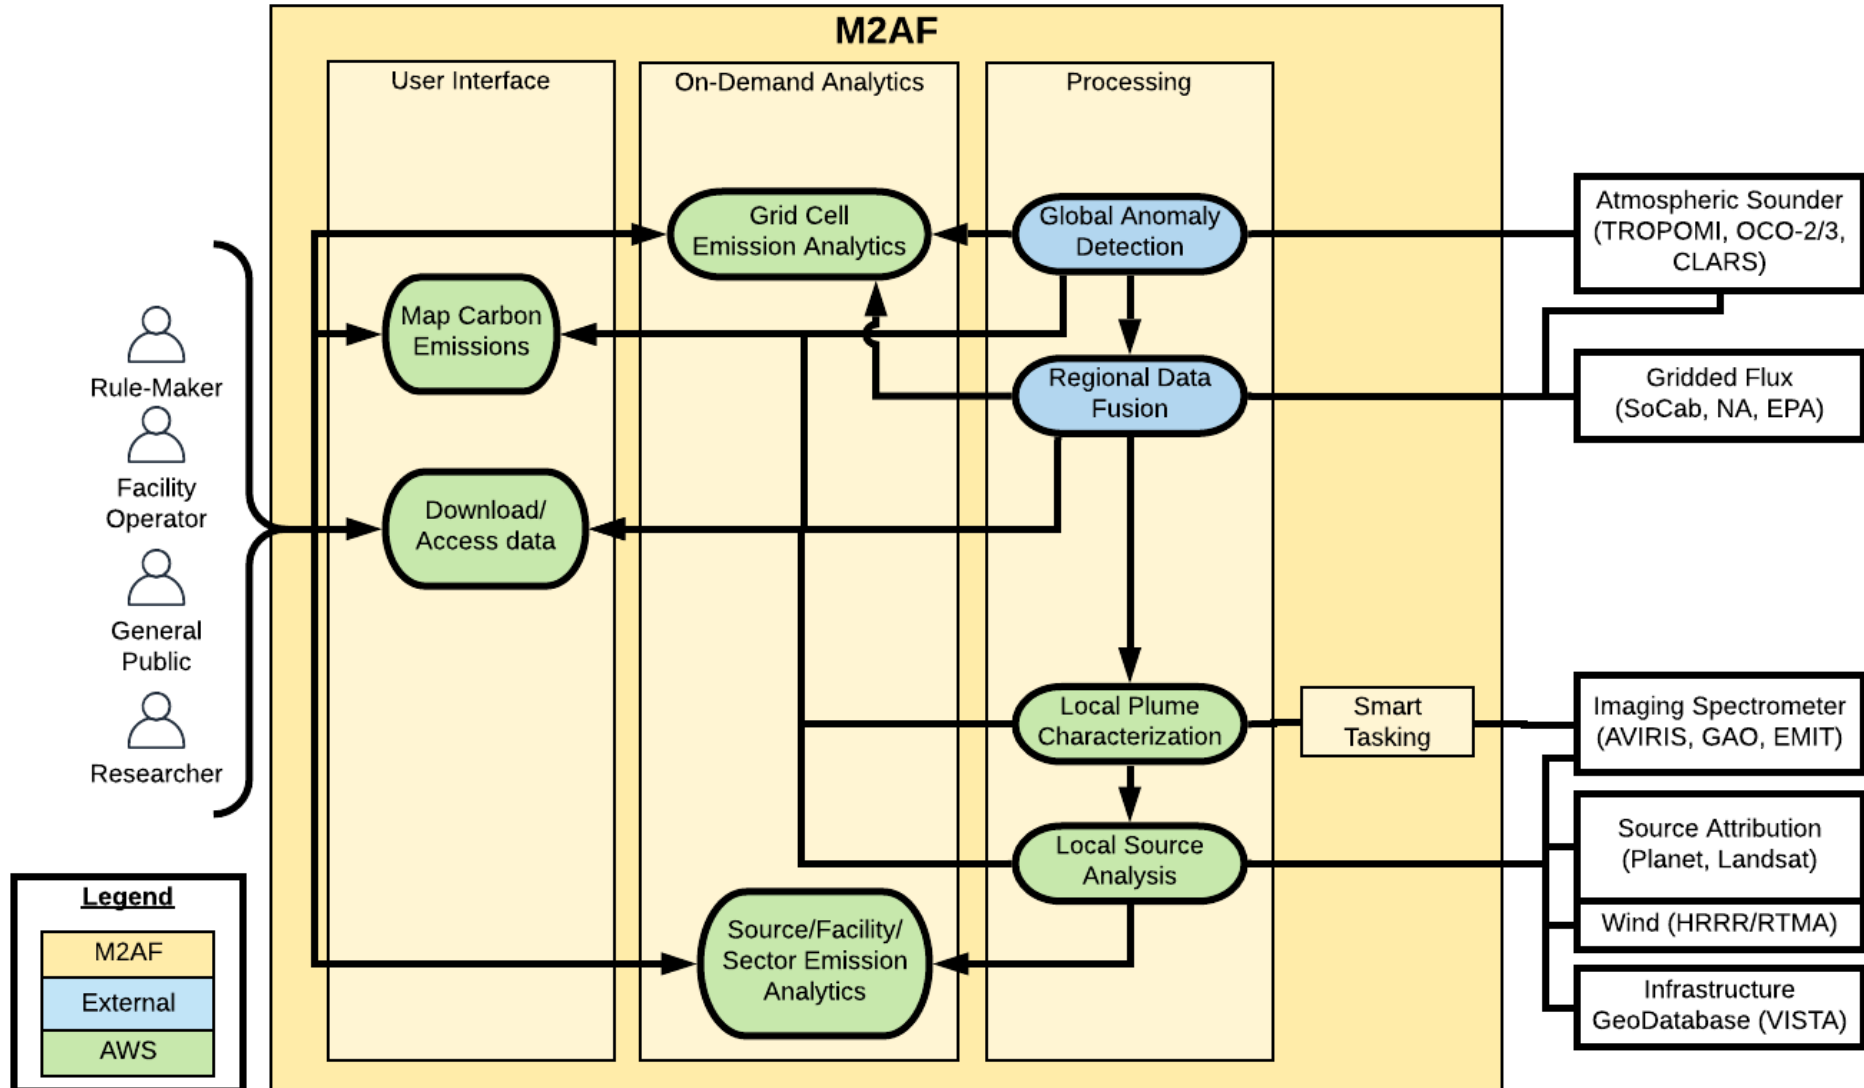 M2AF
User Interface
On-Demand Analytics
Processing
Grid Cell
Emission Analytics
Global Anomaly
Detection
Atmospheric Sounder
(TROPOMI, OCO-2/3,
CLARS)
Map Carbon
Emissions
Regional Data
Fusion
Gridded Flux
(SoCab, NA, EPA)
Rule-Maker
Facility
Operator
General
Public
Researcher
Download/
Access data
Local Plume
Characterization
Smart
Tasking
Imaging Spectrometer
(AVIRIS, GAO, EMIT)
Local Source
Analysis
Source Attribution
(Planet, Landsat)
Wind (HRRR/RTMA)
Infrastructure
GeoDatabase (VISTA)
Source/Facility/
Sector Emission
Analytics
Legend
M2AF
External
AWS